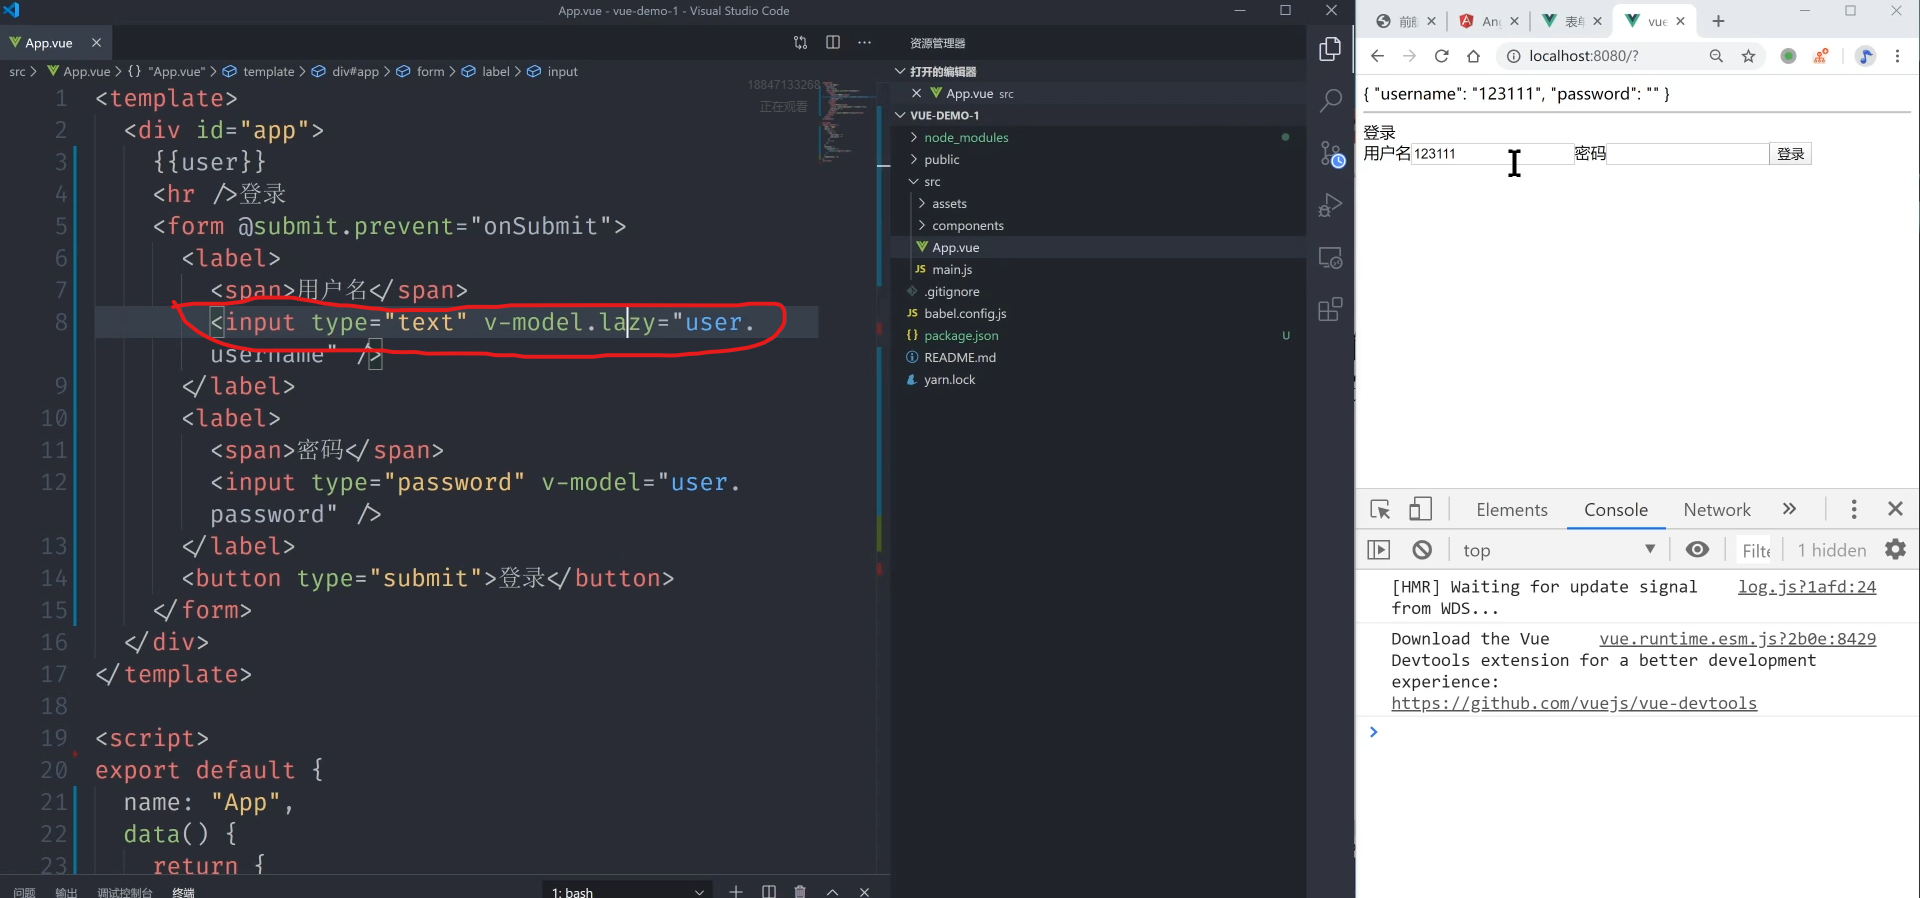 App.vue - vue-demo-1 - Visual Studio Code
App.vue
src > App.vue > {} "App.vue" > template > div#app > form > label > input
18847133268
正在观看
1 <template>
2 <div id="app">
3 {{user}}
4 <hr />登录
5 <form @submit.prevent="onSubmit">
6 <label>
7 <span>用户名</span>
8 <input type="text" v-model.lazy="user.
username" />
9 </label>
10 <label>
11 <span>密码</span>
12 <input type="password" v-model="user.
password" />
13 </label>
14 <button type="submit">登录</button>
15 </form>
16 </div>
17 </template>
18
19 <script>
20 export default {
21 name: "App",
22 data() {
23 return {
问题 输出 调试控制台 终端 1: bash
资源管理器
打开的编辑器
App.vue src
VUE-DEMO-1
node_modules
public
src
assets
components
App.vue
JS main.js
.gitignore
JS babel.config.js
{} package.json U
README.md
yarn.lock
前 An 表单 vue
localhost:8080/?
{ "username": "123111", "password": "" }
登录
用户名 123111 密码 登录
Elements Console Network
top Filte 1 hidden
[HMR] Waiting for update signal log.js?1afd:24
from WDS...
Download the Vue vue.runtime.esm.js?2b0e:8429
Devtools extension for a better development
experience:
https://github.com/vuejs/vue-devtools